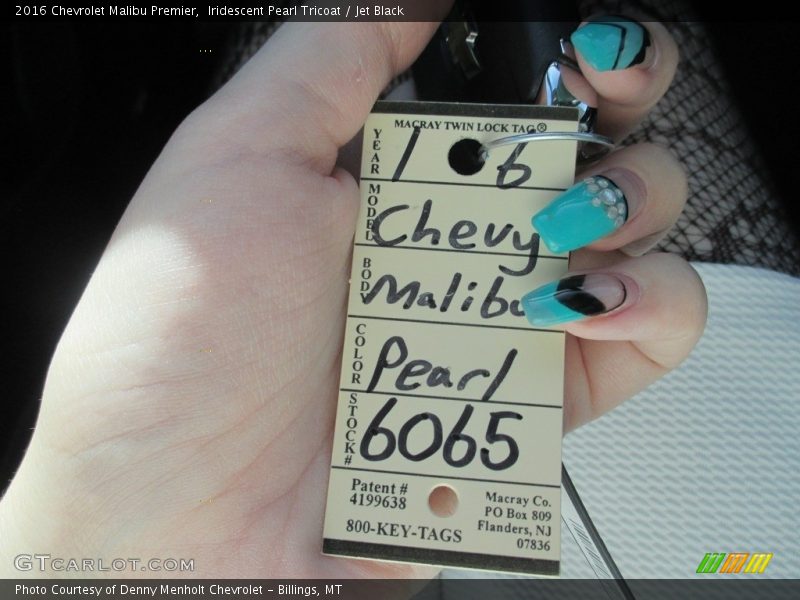 2016 Chevrolet Malibu Premier,  Iridescent Pearl Tricoat / Jet Black
MACRAY TWIN LOCK TAG®
YEAR 16
MODEL Chevy
BODY Malibu
COLOR Pearl
STOCK# 6065
Patent #
4199638
800-KEY-TAGS
Macray Co.
PO Box 809
Flanders, NJ
07836
GTCARLOT.COM
Photo Courtesy of Denny Menholt Chevrolet - Billings, MT